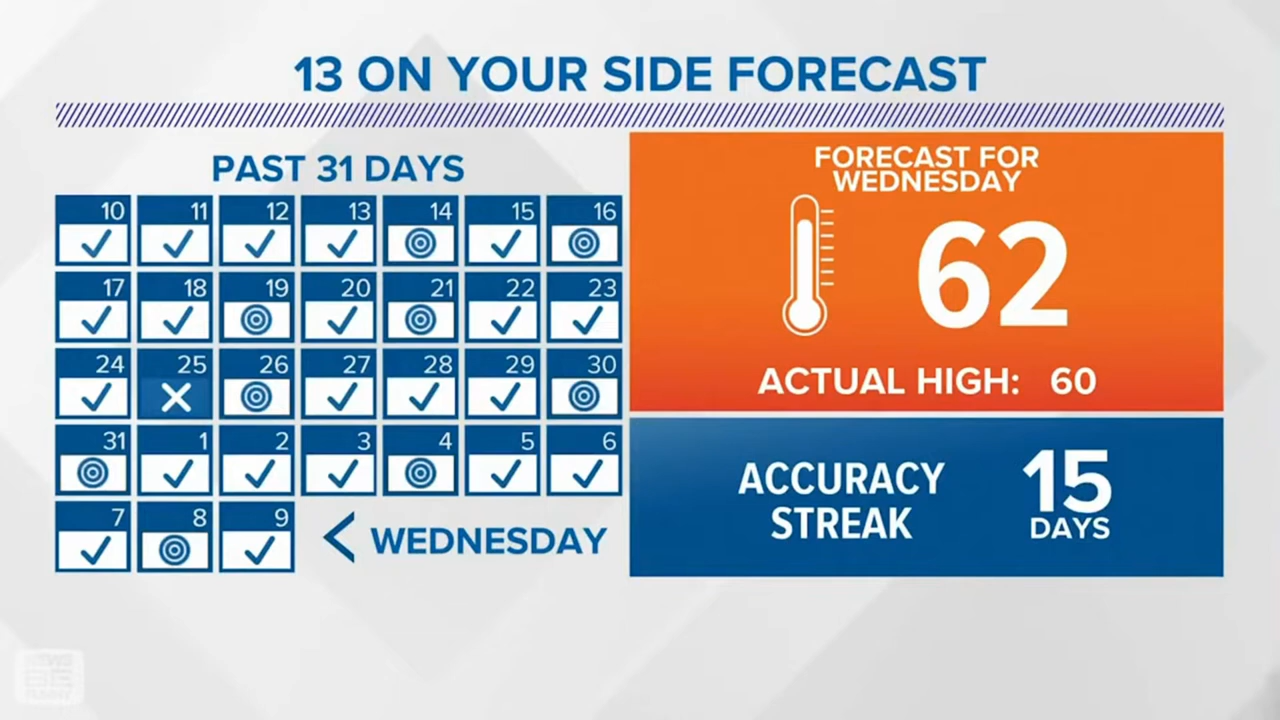 13 ON YOUR SIDE FORECAST
PAST 31 DAYS
10 11 12 13 14 15 16
17 18 19 20 21 22 23
24 25 26 27 28 29 30
31 1 2 3 4 5 6
7 8 9
< WEDNESDAY
FORECAST FOR
WEDNESDAY
62
ACTUAL HIGH: 60
ACCURACY
STREAK
15
DAYS